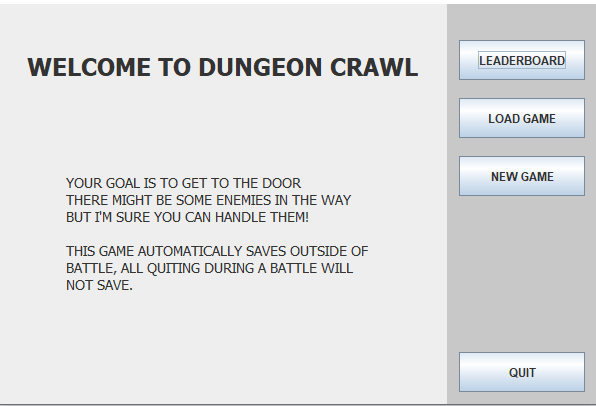 WELCOME TO DUNGEON CRAWL
YOUR GOAL IS TO GET TO THE DOOR
THERE MIGHT BE SOME ENEMIES IN THE WAY
BUT I'M SURE YOU CAN HANDLE THEM!
THIS GAME AUTOMATICALLY SAVES OUTSIDE OF
BATTLE, ALL QUITING DURING A BATTLE WILL
NOT SAVE.
LEADERBOARD
LOAD GAME
NEW GAME
QUIT